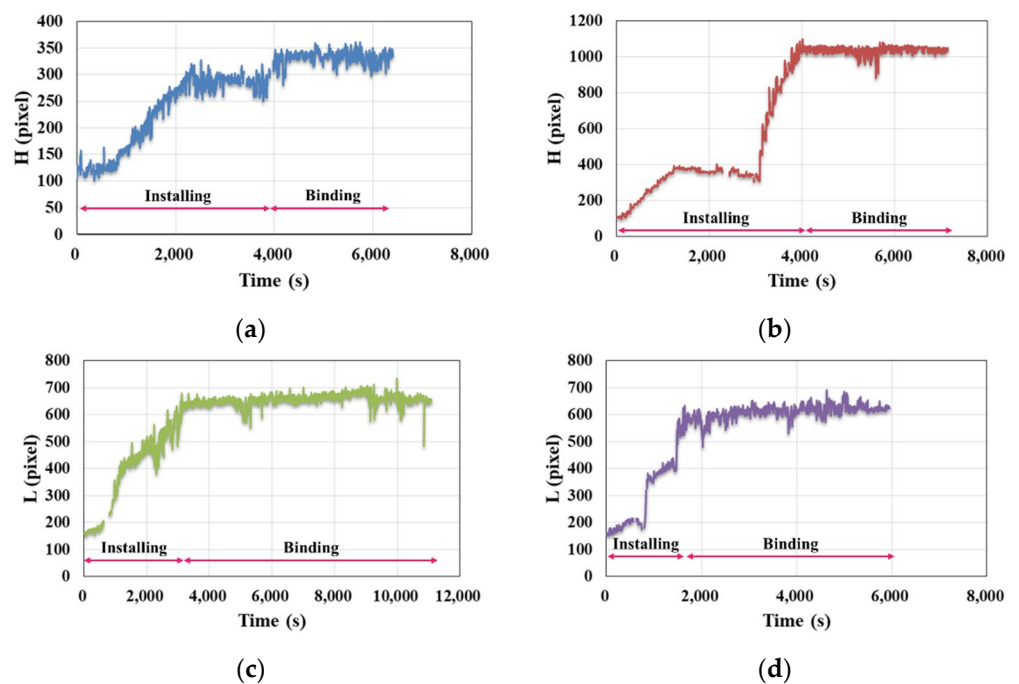 400
350
300
250
200
150
100
50
0
H (pixel)
Installing
Binding
0
2,000
4,000
6,000
8,000
Time (s)
(a)
1200
1000
800
600
400
200
0
H (pixel)
Installing
Binding
0
2,000
4,000
6,000
8,000
Time (s)
(b)
800
700
600
500
400
300
200
100
0
L (pixel)
Installing
Binding
0
2,000
4,000
6,000
8,000
10,000
12,000
Time (s)
(c)
800
700
600
500
400
300
200
100
0
L (pixel)
Installing
Binding
0
2,000
4,000
6,000
8,000
Time (s)
(d)